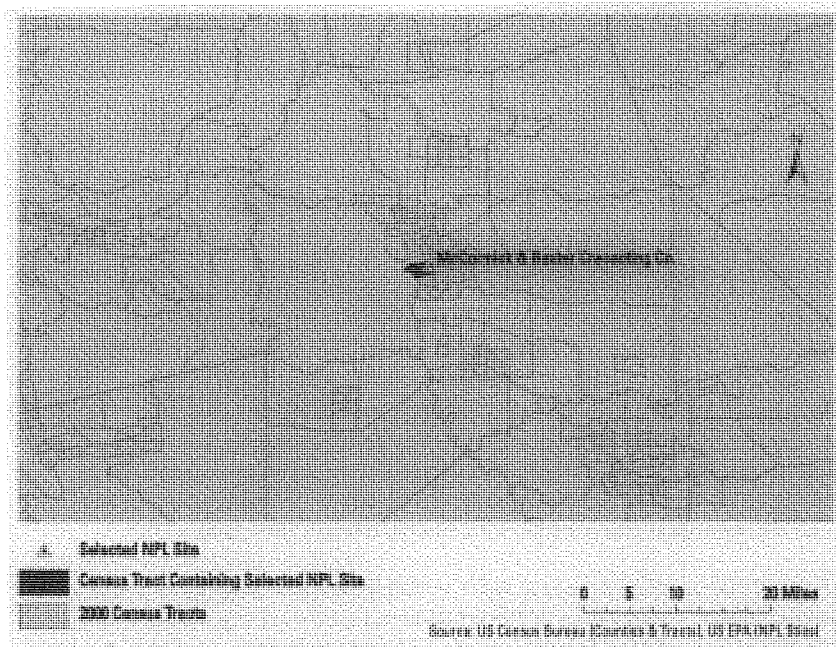 McCormick & Baxter Creosoting Co.
Selected NPL Site
Census Tract Containing Selected NPL Site
2000 Census Tracts
0 5 10 20 Miles
Source: US Census Bureau (Counties & Tracts), US EPA (NPL Sites)